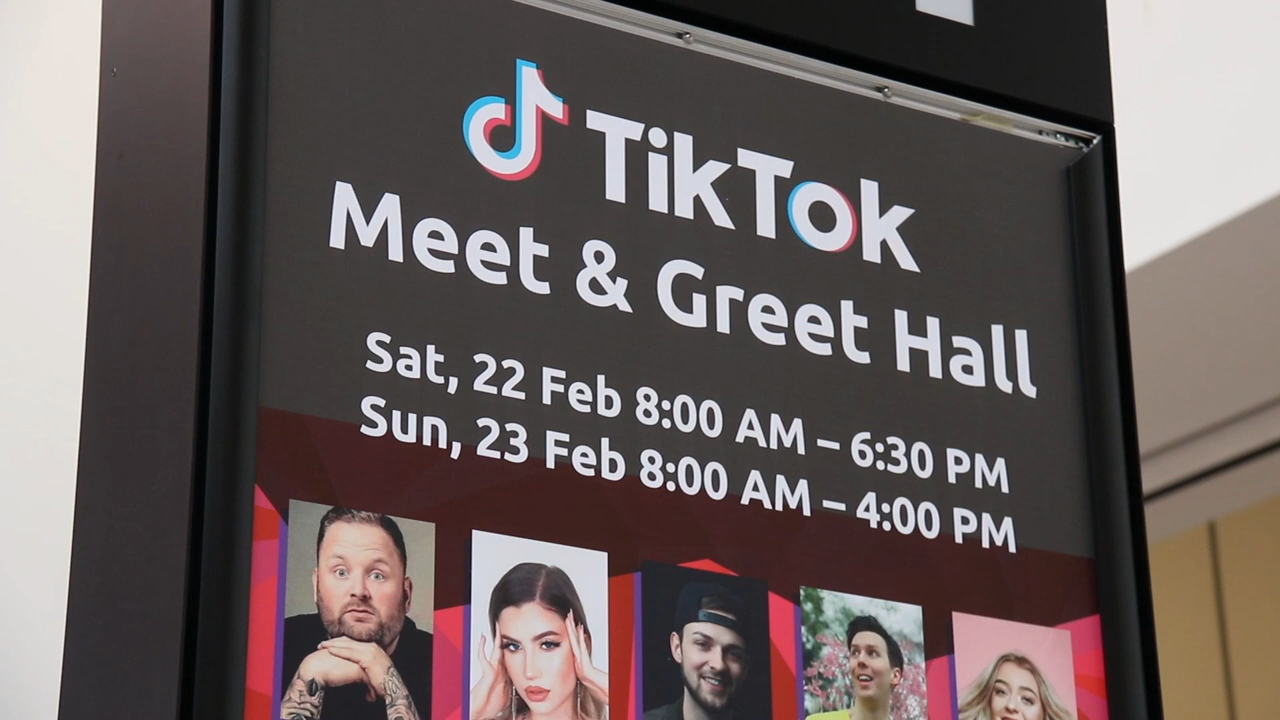 TikTok
Meet & Greet Hall
Sat, 22 Feb 8:00 AM – 6:30 PM
Sun, 23 Feb 8:00 AM – 4:00 PM